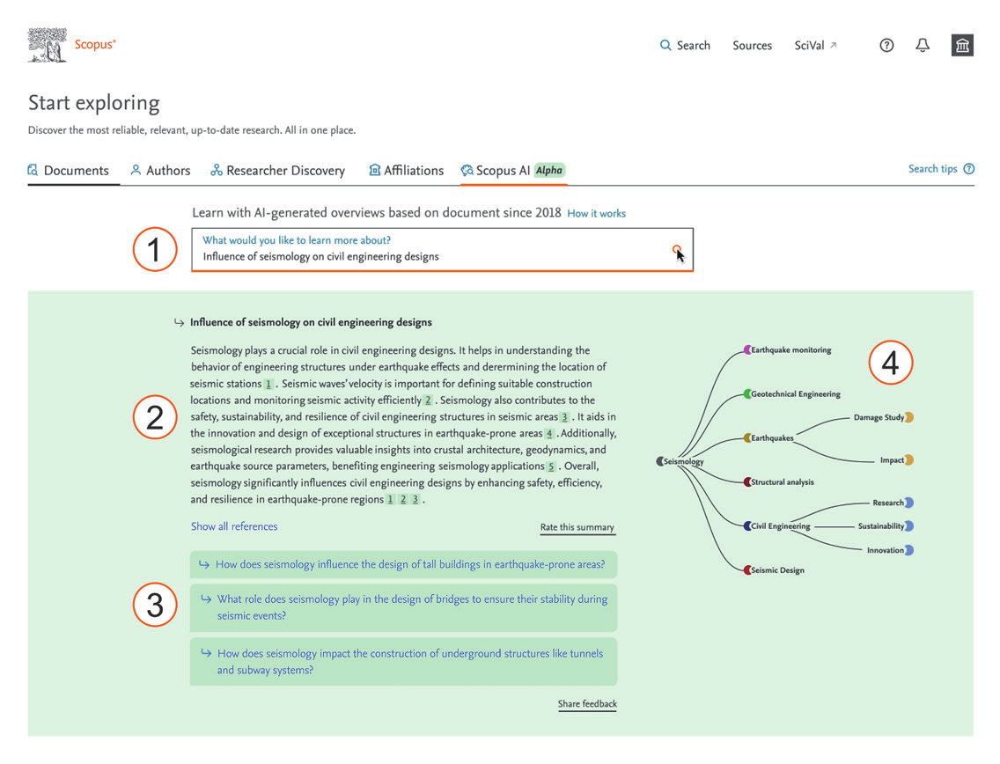 Scopus®
Search
Sources
SciVal
Start exploring
Discover the most reliable, relevant, up-to-date research. All in one place.
Documents
Authors
Researcher Discovery
Affiliations
Scopus AI Alpha
Search tips
Learn with AI-generated overviews based on document since 2018 How it works
1
What would you like to learn more about?
Influence of seismology on civil engineering designs
Influence of seismology on civil engineering designs
2
Seismology plays a crucial role in civil engineering designs. It helps in understanding the
behavior of engineering structures under earthquake effects and derermining the location of
seismic stations 1 . Seismic waves' velocity is important for defining suitable construction
locations and monitoring seismic activity efficiently 2 . Seismology also contributes to the
safety, sustainability, and resilience of civil engineering structures in seismic areas 3 . It aids in
the innovation and design of exceptional structures in earthquake-prone areas 4 . Additionally,
seismological research provides valuable insights into crustal architecture, geodynamics, and
earthquake source parameters, benefiting engineering seismology applications 5 . Overall,
seismology significantly influences civil engineering designs by enhancing safety, efficiency,
and resilience in earthquake-prone regions 1 2 3 .
Show all references
Rate this summary
3
How does seismology influence the design of tall buildings in earthquake-prone areas?
What role does seismology play in the design of bridges to ensure their stability during
seismic events?
How does seismology impact the construction of underground structures like tunnels
and subway systems?
Share feedback
4
Seismology
Earthquake monitoring
Geotechnical Engineering
Earthquakes
Damage Study
Impact
Structural analysis
Civil Engineering
Research
Sustainability
Innovation
Seismic Design